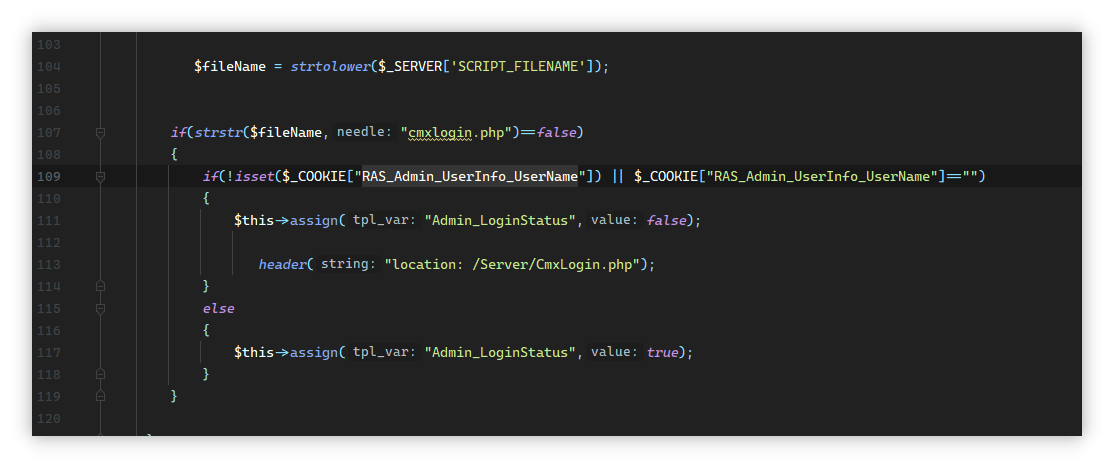 103
104 $fileName = strtolower($_SERVER['SCRIPT_FILENAME']);
105
106
107 if(strstr($fileName, needle: "cmxlogin.php")==false)
108 {
109 if(!isset($_COOKIE["RAS_Admin_UserInfo_UserName"]) || $_COOKIE["RAS_Admin_UserInfo_UserName"]=="")
110 {
111 $this->assign( tpl_var: "Admin_LoginStatus", value: false);
112
113 header( string: "location: /Server/CmxLogin.php");
114 }
115 else
116 {
117 $this->assign( tpl_var: "Admin_LoginStatus", value: true);
118 }
119 }
120